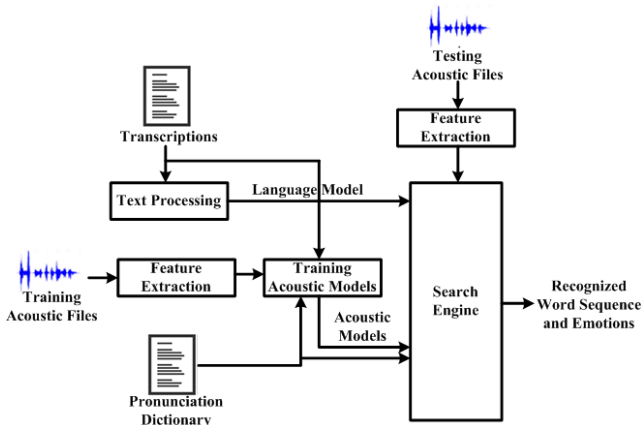 Testing
Acoustic Files
Feature
Extraction
Transcriptions
Text Processing
Language Model
Training
Acoustic Files
Feature
Extraction
Training
Acoustic Models
Acoustic
Models
Search
Engine
Recognized
Word Sequence
and Emotions
Pronunciation
Dictionary